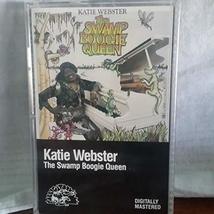 KATIE WEBSTER
The
SWAMP
BOOGIE
QUEEN
Katie Webster
The Swamp Boogie Queen
DIGITALLY
MASTERED